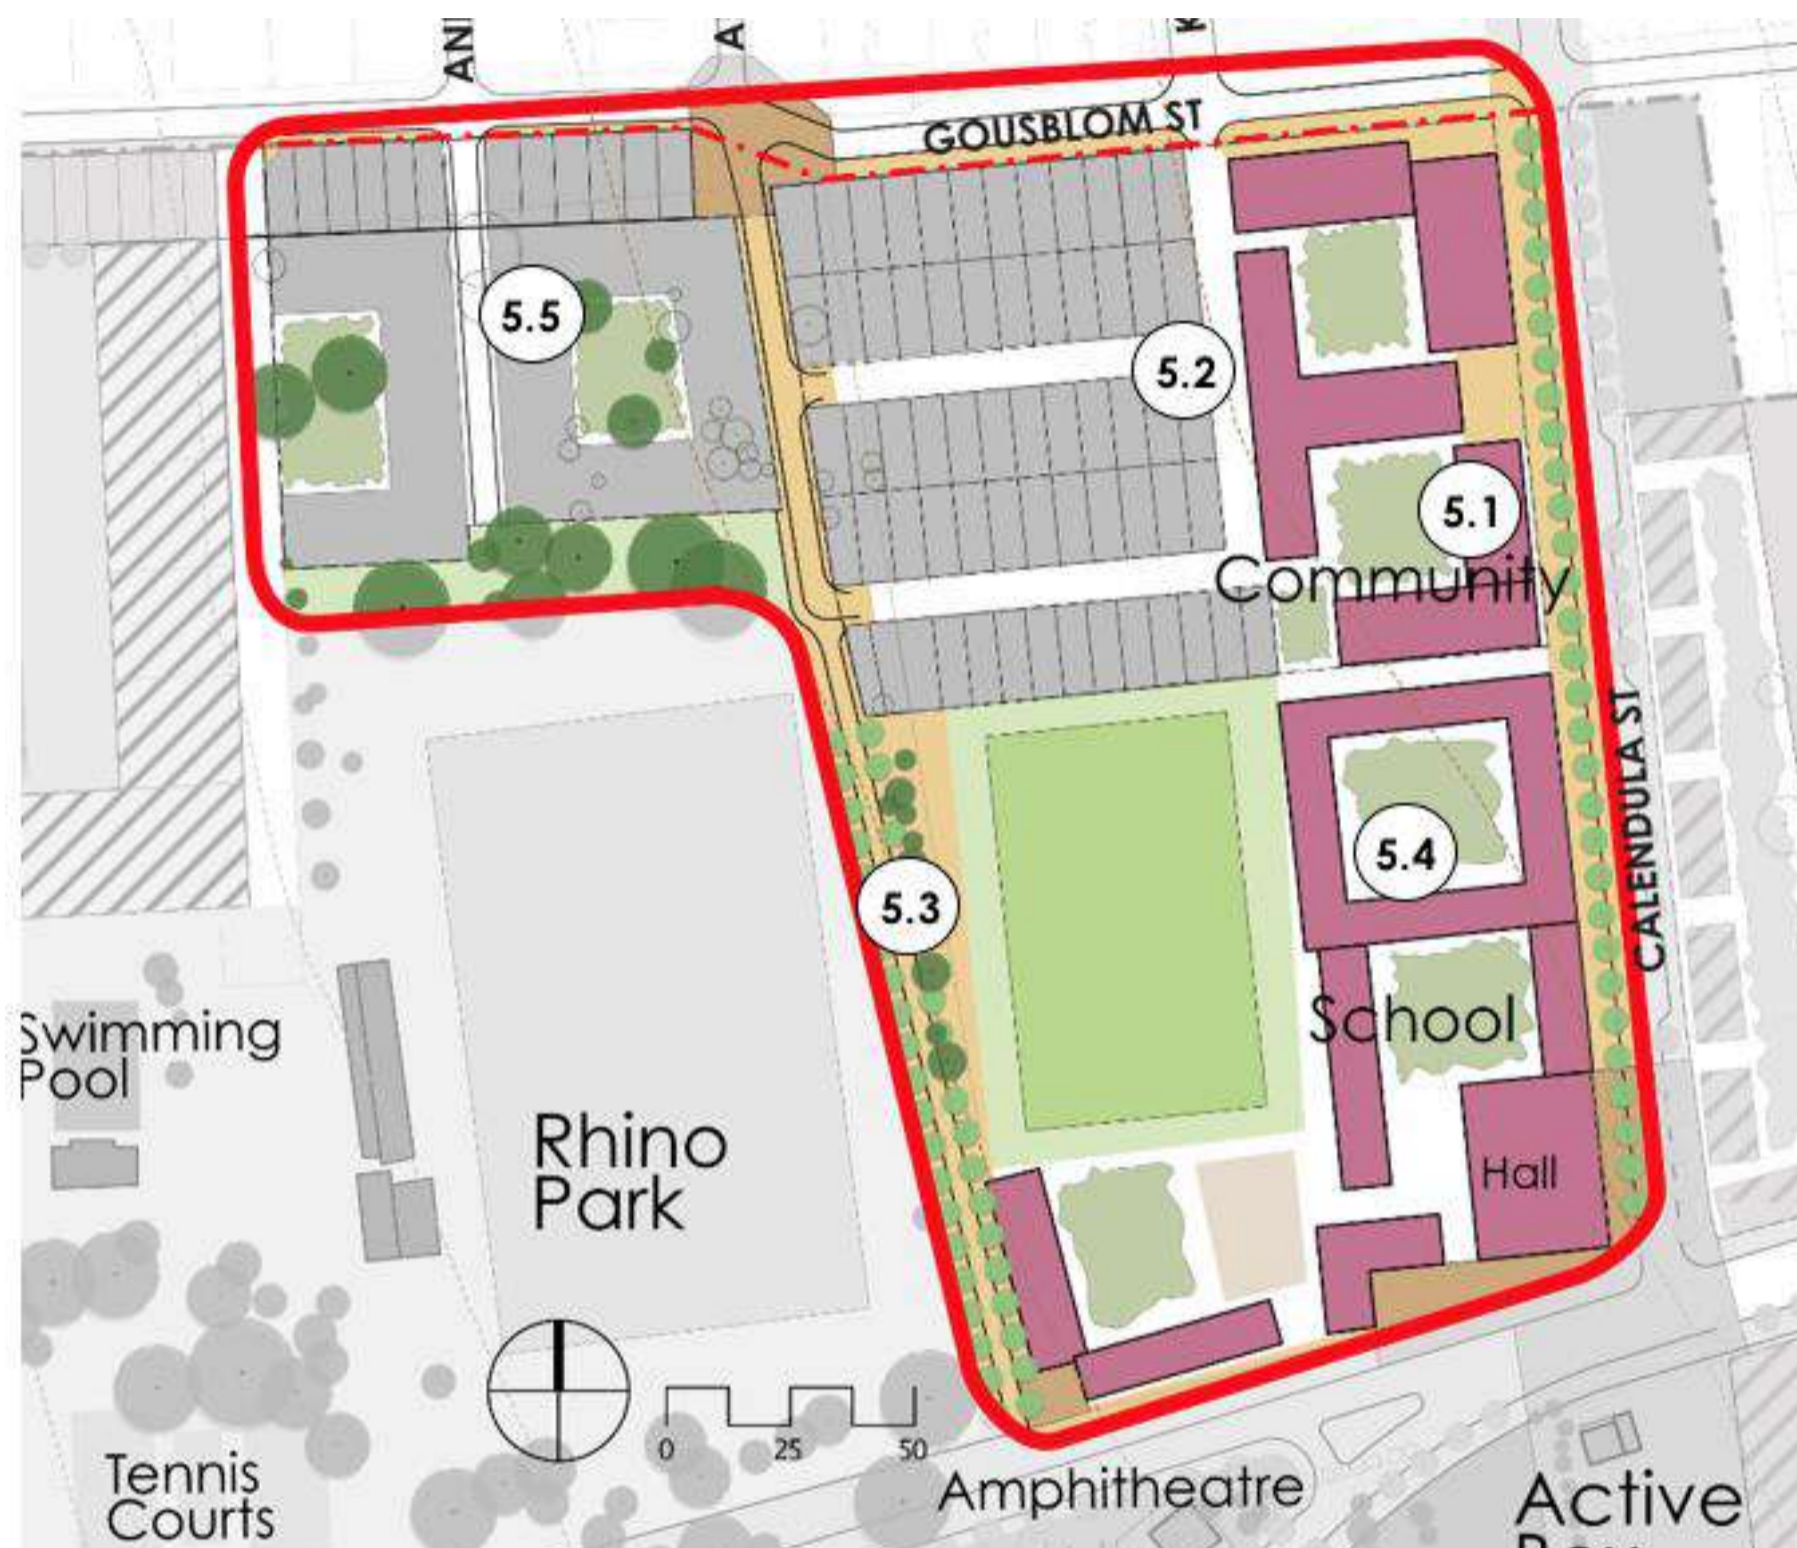 AN
A
K
GOUSBLOM ST
5.5
5.2
5.1
Community
5.4
CALENDULA ST
5.3
School
Swimming
Pool
Rhino
Park
Hall
0 25 50
Tennis
Courts
Amphitheatre
Active